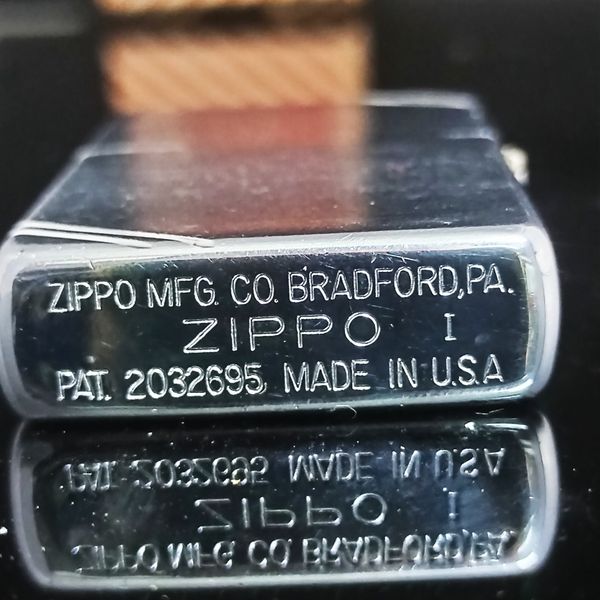 ZIPPO MFG. CO. BRADFORD, PA.
ZIPPO I
PAT. 2032695 MADE IN U.S.A